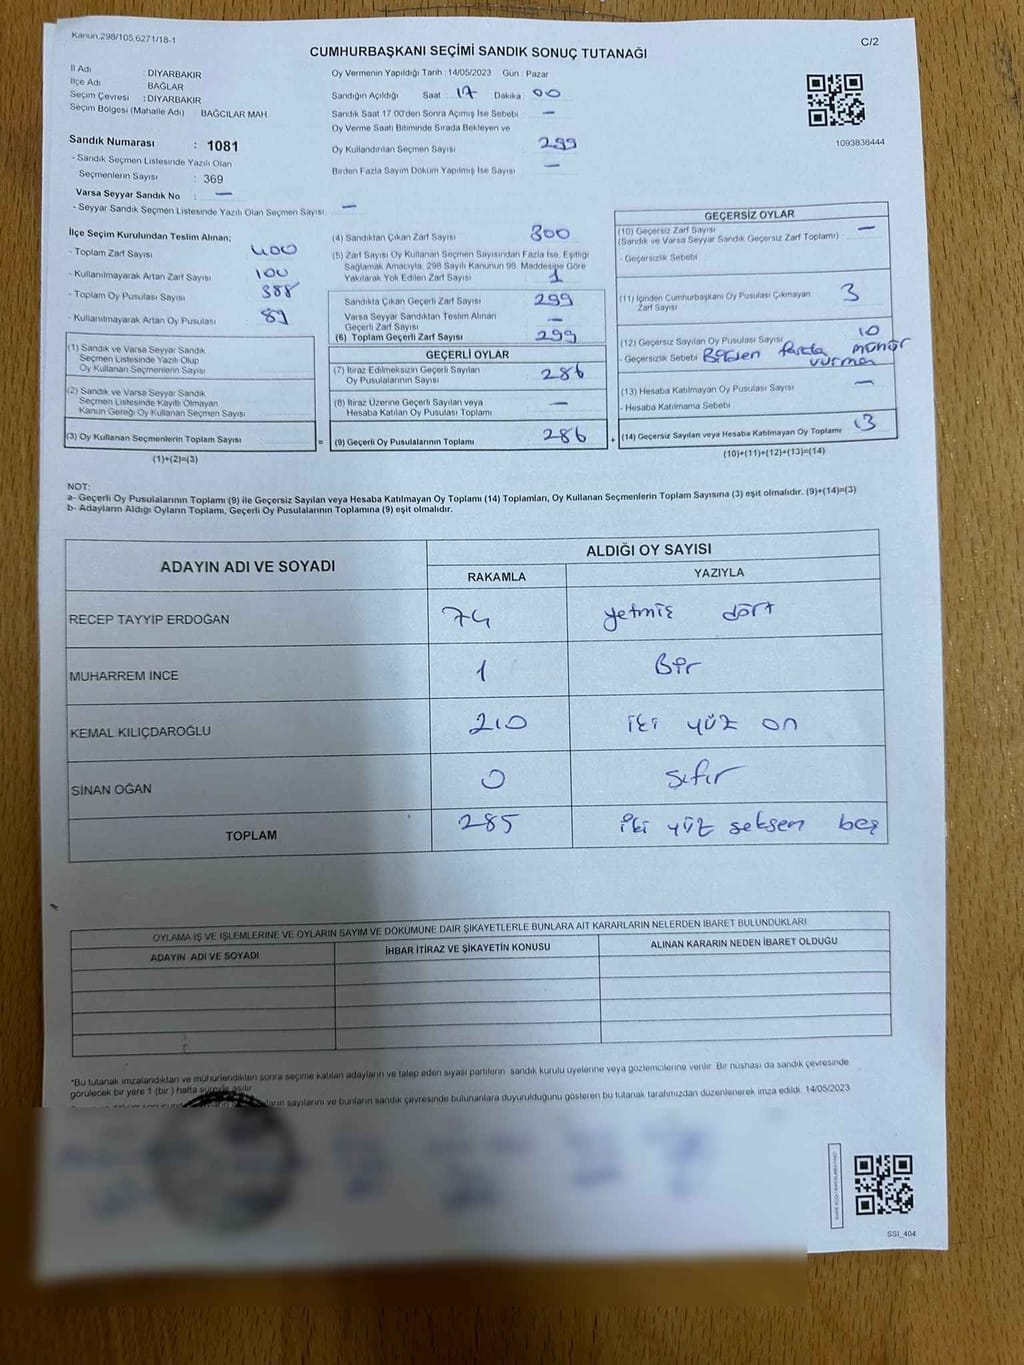 Kanun.298/105,6271/18-1
C/2
CUMHURBAŞKANI SEÇİMİ SANDIK SONUÇ TUTANAĞI
İl Adı : DİYARBAKIR
İlçe Adı BAĞLAR
Seçim Çevresi : DİYARBAKIR
Seçim Bölgesi (Mahalle Adı) BAĞCILAR MAH
Sandık Numarası : 1081
- Sandık Seçmen Listesinde Yazılı Olan
Seçmenlerin Sayısı : 369
Varsa Seyyar Sandık No : —
- Seyyar Sandık Seçmen Listesinde Yazılı Olan Seçmen Sayısı —
Oy Vermenin Yapıldığı Tarih : 14/05/2023 Gün : Pazar
Sandığın Açıldığı Saat : 17 Dakika : 00
Sandık Saat 17.00'den Sonra Açılmış İse Sebebi —
Oy Verme Saati Bitiminde Sırada Bekleyen ve
Oy Kullandırılan Seçmen Sayısı 299
Birden Fazla Sayım Döküm Yapılmış İse Sayısı —
1093838444
İlçe Seçim Kurulundan Teslim Alınan;
- Toplam Zarf Sayısı 400
- Kullanılmayarak Artan Zarf Sayısı 100
- Toplam Oy Pusulası Sayısı 388
- Kullanılmayarak Artan Oy Pusulası 89
(1) Sandık ve Varsa Seyyar Sandık
Seçmen Listesinde Yazılı Olup
Oy Kullanan Seçmenlerin Sayısı
(2) Sandık ve Varsa Seyyar Sandık
Seçmen Listesinde Kayıtlı Olmayan
Kanun Gereği Oy Kullanan Seçmen Sayısı
(3) Oy Kullanan Seçmenlerin Toplam Sayısı =
(1)+(2)=(3)
(4) Sandıktan Çıkan Zarf Sayısı 300
(5) Zarf Sayısı Oy Kullanan Seçmen Sayısından Fazla İse, Eşitliği
Sağlamak Amacıyla, 298 Sayılı Kanunun 98. Maddesine Göre
Yakılarak Yok Edilen Zarf Sayısı 1
Sandıkta Çıkan Geçerli Zarf Sayısı 299
Varsa Seyyar Sandıktan Teslim Alınan
Geçerli Zarf Sayısı —
(6) Toplam Geçerli Zarf Sayısı 299
GEÇERLİ OYLAR
(7) İtiraz Edilmeksizin Geçerli Sayılan
Oy Pusulalarının Sayısı 286
(8) İtiraz Üzerine Geçerli Sayılan veya
Hesaba Katılan Oy Pusulası Toplamı —
(9) Geçerli Oy Pusulalarının Toplamı 286 +
GEÇERSİZ OYLAR
(10) Geçersiz Zarf Sayısı
(Sandık ve Varsa Seyyar Sandık Geçersiz Zarf Toplamı) : —
- Geçersizlik Sebebi
(11) İçinden Cumhurbaşkanı Oy Pusulası Çıkmayan
Zarf Sayısı 3
(12) Geçersiz Sayılan Oy Pusulası Sayısı 10
- Geçersizlik Sebebi Birden fazla mühür
vurma
(13) Hesaba Katılmayan Oy Pusulası Sayısı —
- Hesaba Katılmama Sebebi
(14) Geçersiz Sayılan veya Hesaba Katılmayan Oy Toplamı 13
(10)+(11)+(12)+(13)=(14)
NOT:
a- Geçerli Oy Pusulalarının Toplamı (9) ile Geçersiz Sayılan veya Hesaba Katılmayan Oy Toplamı (14) Toplamları, Oy Kullanan Seçmenlerin Toplam Sayısına (3) eşit olmalıdır. (9)+(14)=(3)
b- Adayların Aldığı Oyların Toplamı, Geçerli Oy Pusulalarının Toplamına (9) eşit olmalıdır.
ADAYIN ADI VE SOYADI
ALDIĞI OY SAYISI
RAKAMLA YAZIYLA
RECEP TAYYİP ERDOĞAN 74 yetmiş dört
MUHARREM İNCE 1 Bir
KEMAL KILIÇDAROĞLU 210 iki yüz on
SİNAN OĞAN 0 sıfır
TOPLAM 285 iki yüz seksen beş
OYLAMA İŞ VE İŞLEMLERİNE VE OYLARIN SAYIM VE DÖKÜMÜNE DAİR ŞİKAYETLERLE BUNLARA AİT KARARLARIN NELERDEN İBARET BULUNDUKLARI
ADAYIN ADI VE SOYADI İHBAR İTİRAZ VE ŞİKAYETİN KONUSU ALINAN KARARIN NEDEN İBARET OLDUĞU
*Bu tutanak imzalandıktan ve mühürlendikten sonra seçime katılan adayların ve talep eden siyasi partilerin sandık kurulu üyelerine veya gözlemcilerine verilir. Bir nüshası da sandık çevresinde
görülecek bir yere 1 (bir) hafta süreyle asılır.
sayılarını ve bunların sandık çevresinde bulunanlara duyurulduğunu gösteren bu tutanak tarafımızdan düzenlenerek imza edildi. 14/05/2023
SSI_404